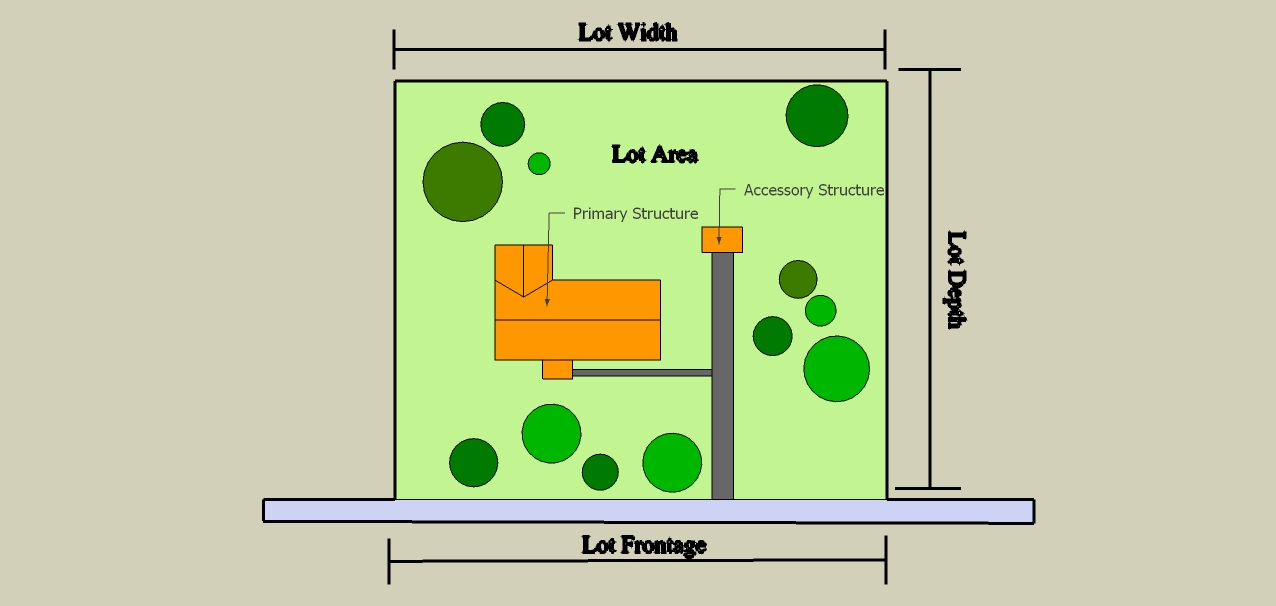 Lot Width
Lot Area
Accessory Structure
Primary Structure
Lot Depth
Lot Frontage